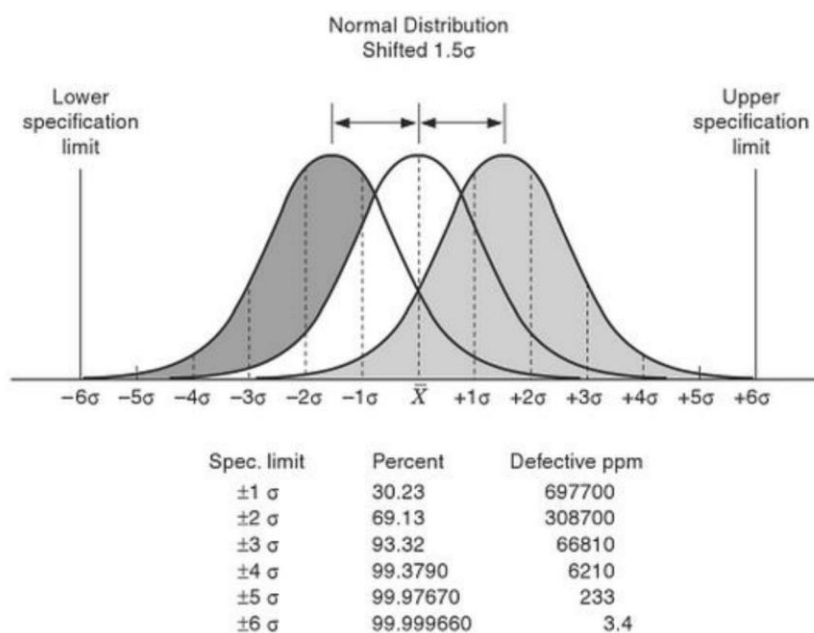 Normal Distribution
Shifted 1.5σ
Lower
specification
limit
Upper
specification
limit
−6σ −5σ −4σ −3σ −2σ −1σ X̅ +1σ +2σ +3σ +4σ +5σ +6σ
Spec. limit Percent Defective ppm
±1 σ 30.23 697700
±2 σ 69.13 308700
±3 σ 93.32 66810
±4 σ 99.3790 6210
±5 σ 99.97670 233
±6 σ 99.999660 3.4